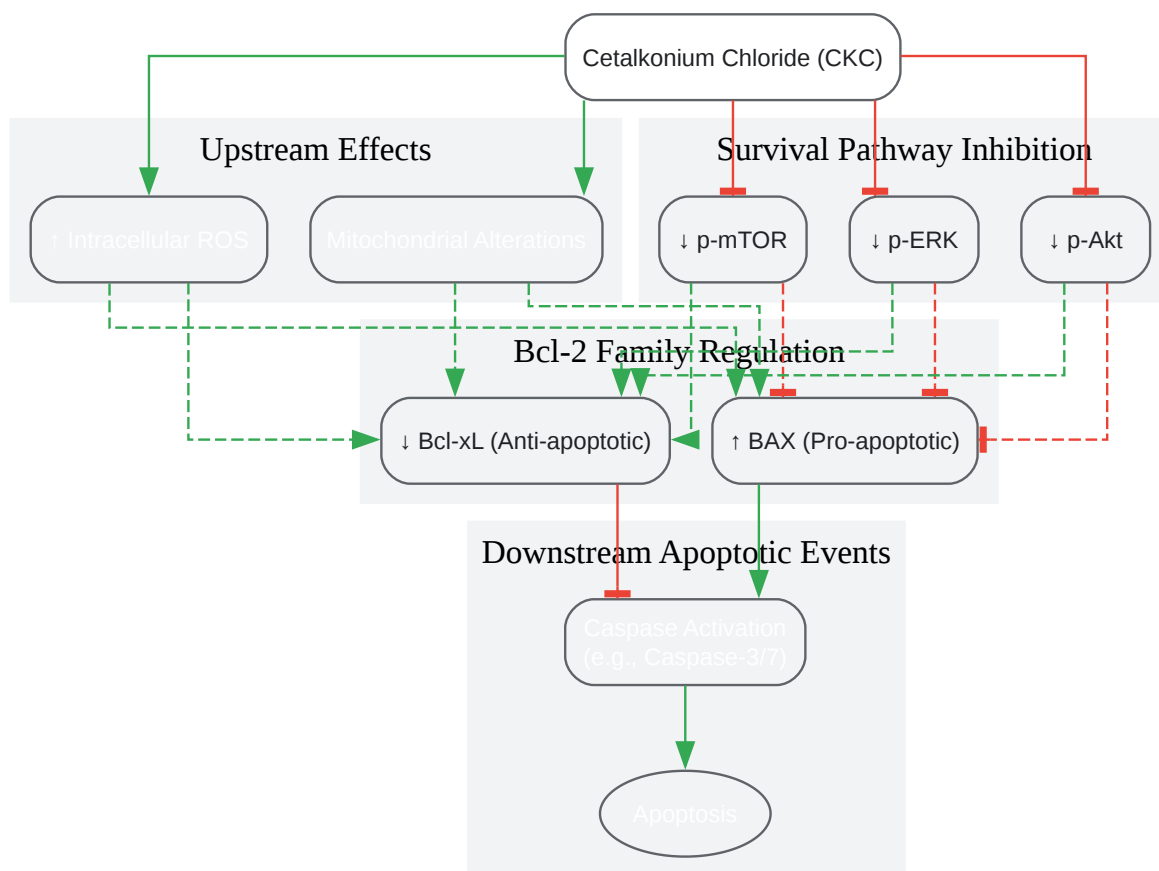 Cetalkonium Chloride (CKC)
Upstream Effects
Survival Pathway Inhibition
↑ Intracellular ROS
Mitochondrial Alterations
↓ p-mTOR
↓ p-ERK
↓ p-Akt
Bcl-2 Family Regulation
↓ Bcl-xL (Anti-apoptotic)
↑ BAX (Pro-apoptotic)
Downstream Apoptotic Events
Caspase Activation
(e.g., Caspase-3/7)
Apoptosis